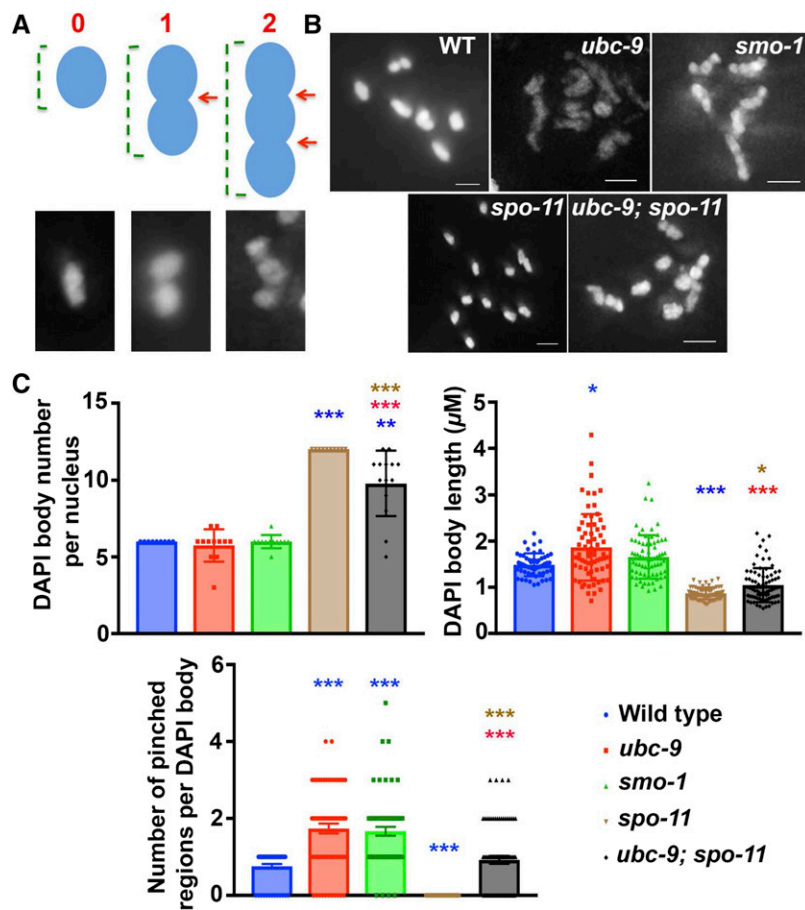 A
0 1 2
B
WT
ubc-9
smo-1
spo-11
ubc-9; spo-11
C
DAPI body number
per nucleus
15
10
5
0
***
***
***
**
DAPI body length (µM)
5
4
3
2
1
0
*
***
*
***
Number of pinched
regions per DAPI body
6
4
2
0
***
***
***
***
***
Wild type
ubc-9
smo-1
spo-11
ubc-9; spo-11